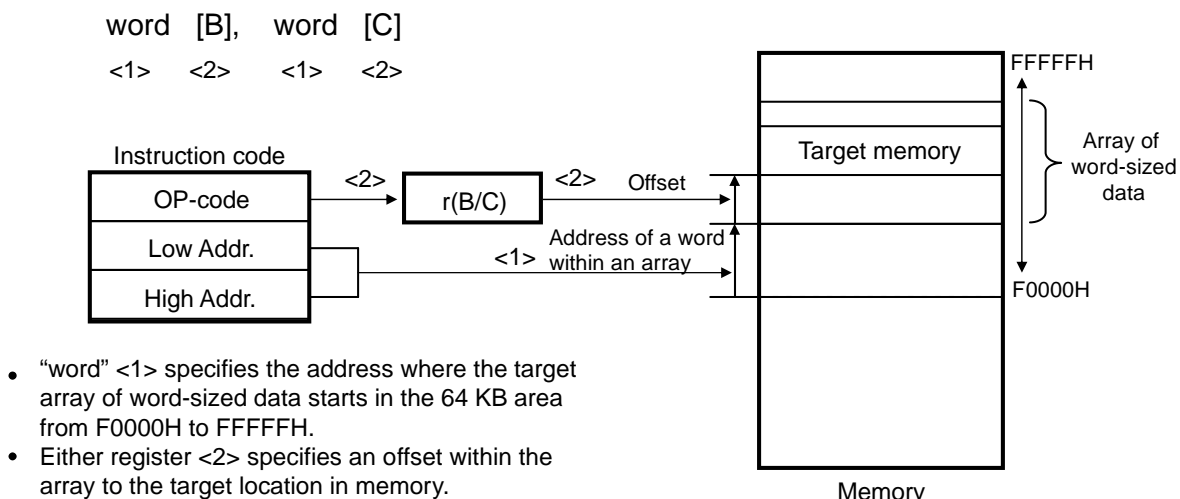 word [B], word [C]
<1> <2> <1> <2>
Instruction code
OP-code
Low Addr.
High Addr.
<2>
r(B/C)
<2>
Offset
<1>
Address of a word
within an array
Target memory
FFFFFH
Array of
word-sized
data
F0000H
Memory
• “word” <1> specifies the address where the target
array of word-sized data starts in the 64 KB area
from F0000H to FFFFFH.
• Either register <2> specifies an offset within the
array to the target location in memory.